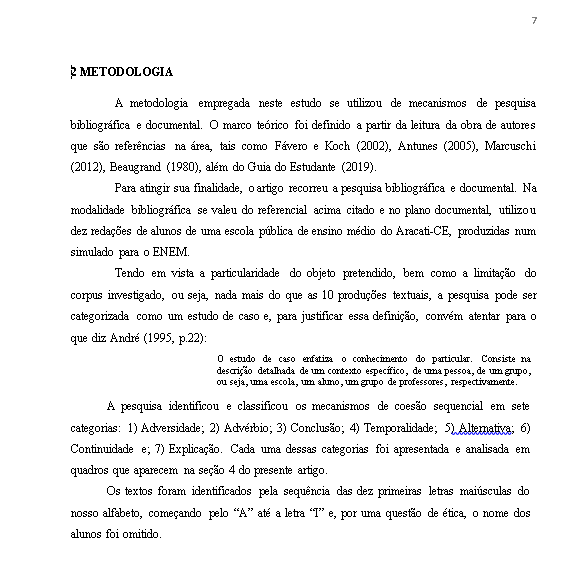 7
2 METODOLOGIA
A metodologia empregada neste estudo se utilizou de mecanismos de pesquisa
bibliográfica e documental. O marco teórico foi definido a partir da leitura da obra de autores
que são referências na área, tais como Fávero e Koch (2002), Antunes (2005), Marcuschi
(2012), Beaugrand (1980), além do Guia do Estudante (2019).
Para atingir sua finalidade, o artigo recorreu a pesquisa bibliográfica e documental. Na
modalidade bibliográfica se valeu do referencial acima citado e no plano documental, utilizou
dez redações de alunos de uma escola pública de ensino médio do Aracati-CE, produzidas num
simulado para o ENEM.
Tendo em vista a particularidade do objeto pretendido, bem como a limitação do
corpus investigado, ou seja, nada mais do que as 10 produções textuais, a pesquisa pode ser
categorizada como um estudo de caso e, para justificar essa definição, convém atentar para o
que diz André (1995, p.22):
O estudo de caso enfatiza o conhecimento do particular. Consiste na
descrição detalhada de um contexto específico, de uma pessoa, de um grupo,
ou seja, uma escola, um aluno, um grupo de professores, respectivamente.
A pesquisa identificou e classificou os mecanismos de coesão sequencial em sete
categorias: 1) Adversidade; 2) Advérbio; 3) Conclusão; 4) Temporalidade; 5) Alternativa; 6)
Continuidade e; 7) Explicação. Cada uma dessas categorias foi apresentada e analisada em
quadros que aparecem na seção 4 do presente artigo.
Os textos foram identificados pela sequência das dez primeiras letras maiúsculas do
nosso alfabeto, começando pelo “A” até a letra “I” e, por uma questão de ética, o nome dos
alunos foi omitido.